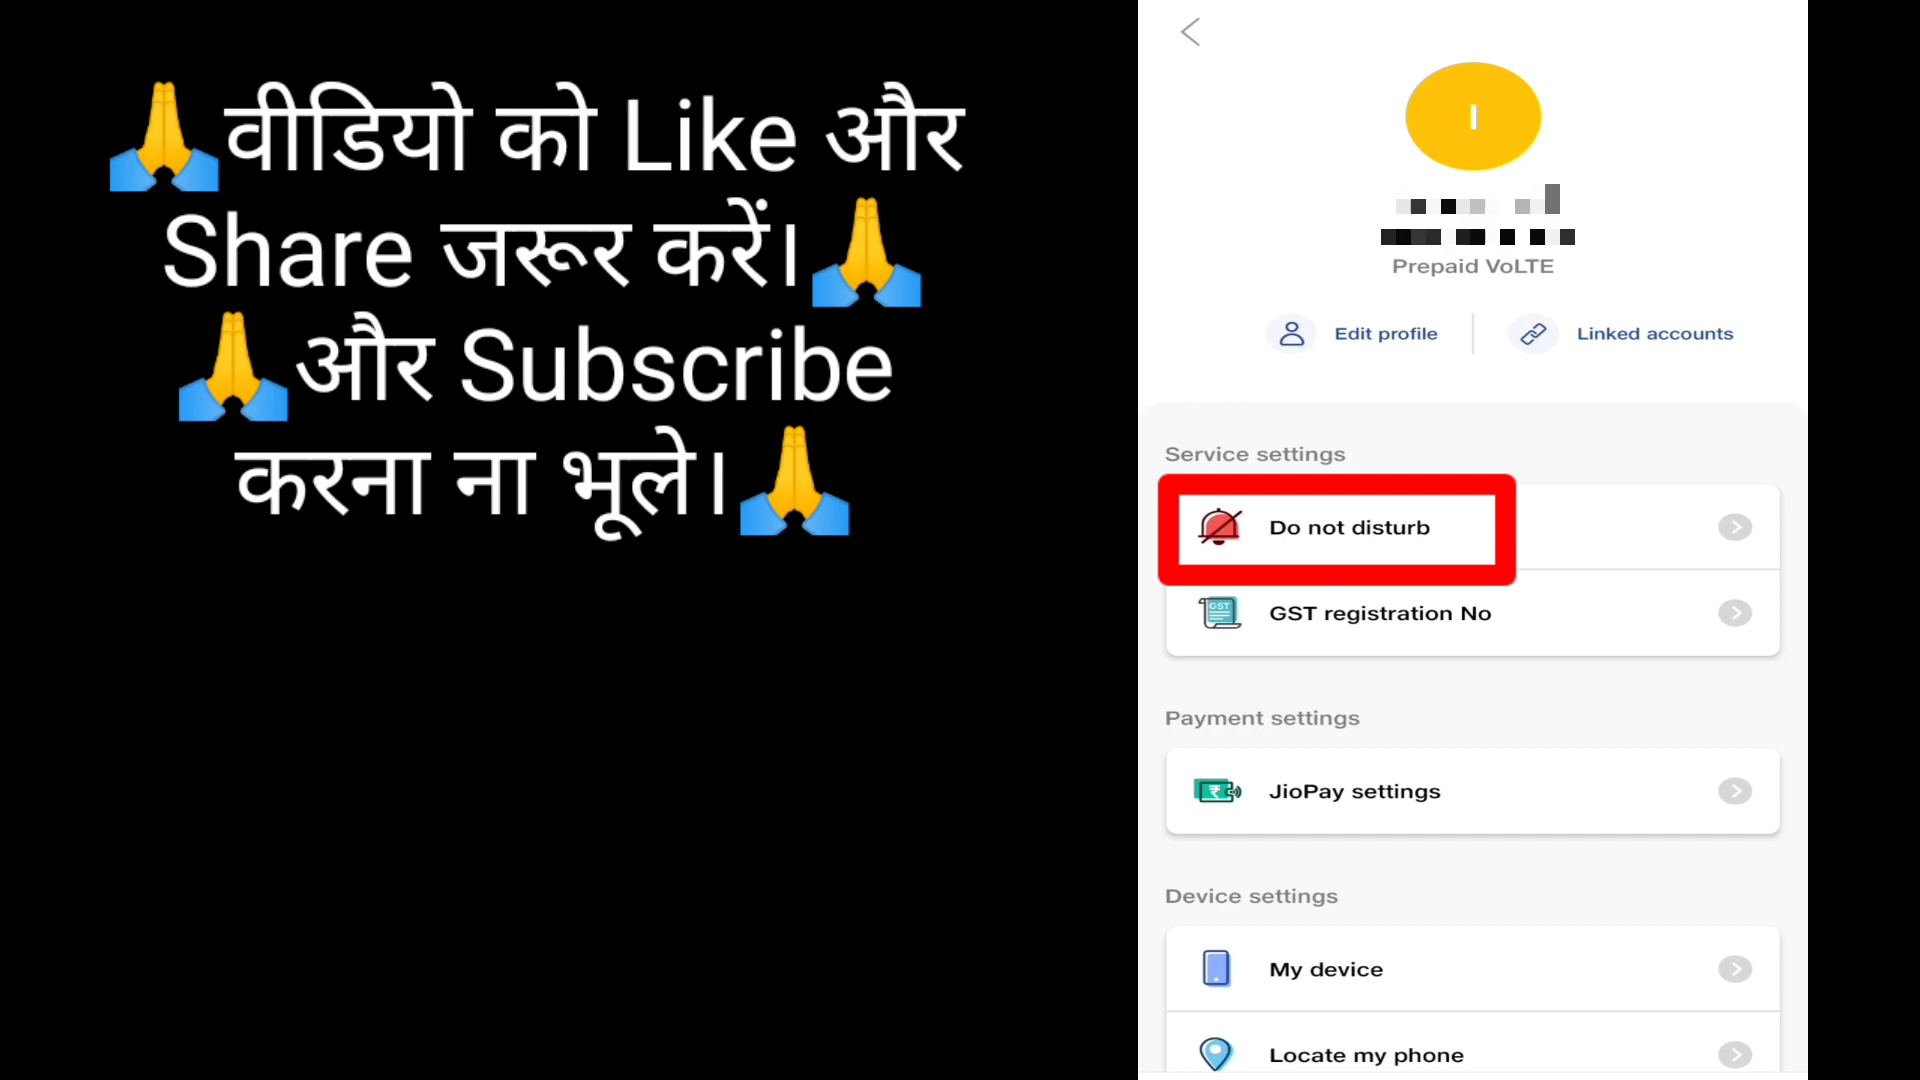 🙏वीडियो को Like और
Share जरूर करें।🙏
🙏और Subscribe
करना ना भूले।🙏
I
Prepaid VoLTE
Edit profile
Linked accounts
Service settings
Do not disturb
GST
GST registration No
Payment settings
JioPay settings
Device settings
My device
Locate my phone